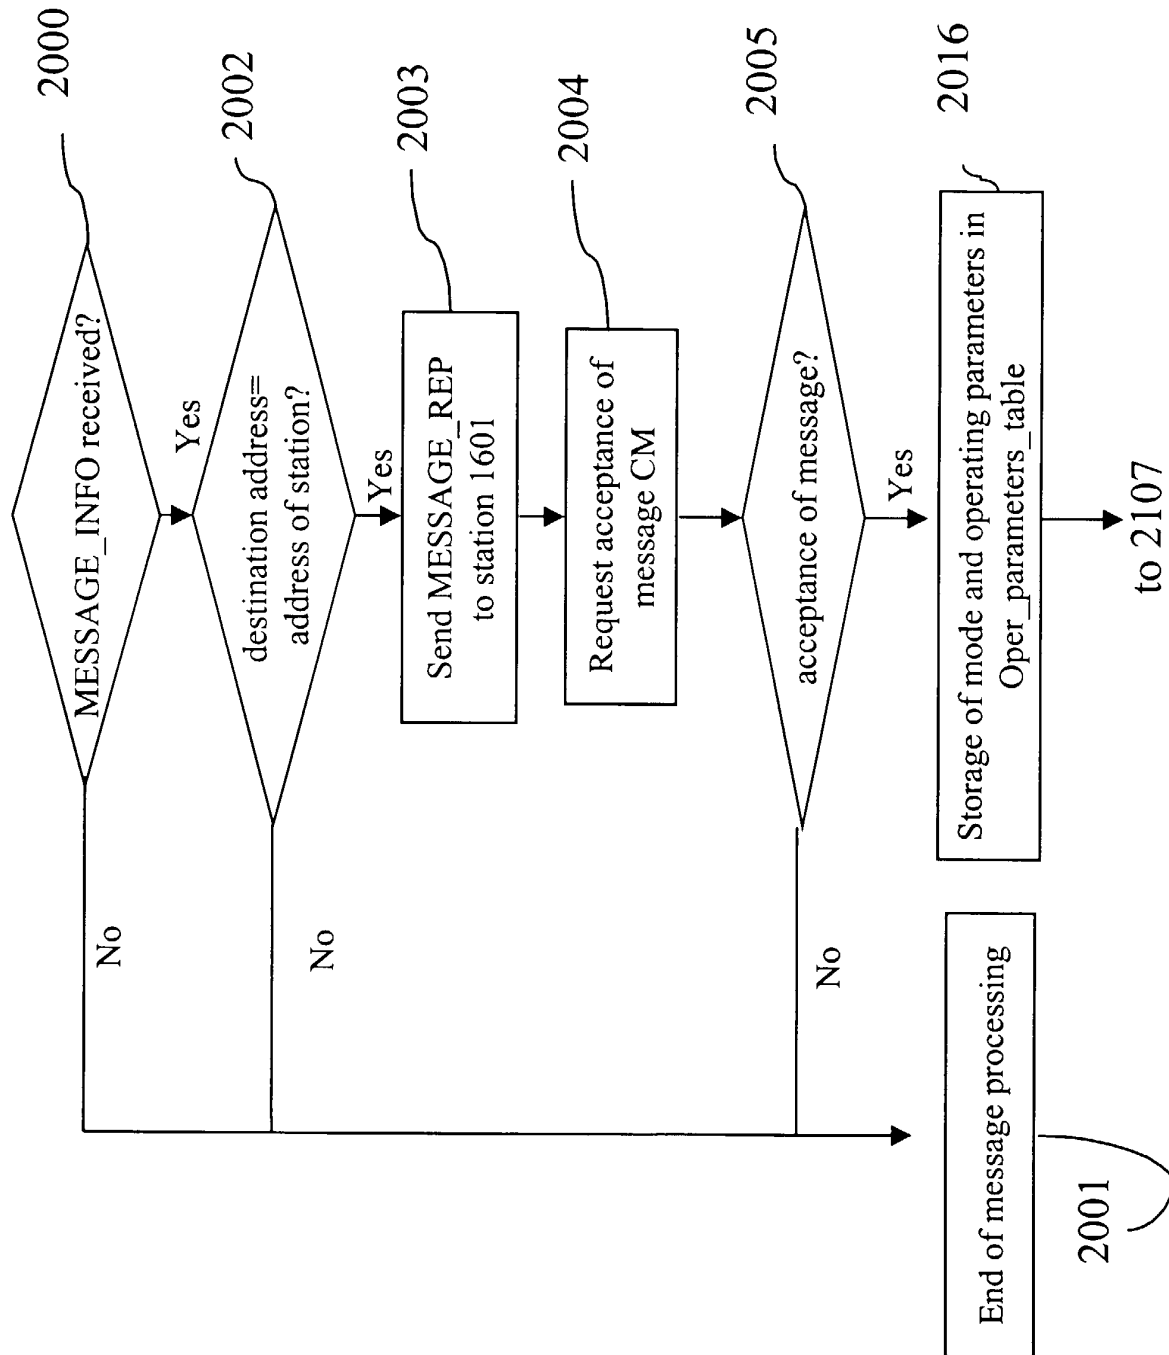 2000
MESSAGE_INFO received?
No
Yes
2002
destination address=
address of station?
No
Yes
2003
Send MESSAGE_REP
to station 1601
2004
Request acceptance of
message CM
2005
acceptance of message?
No
Yes
2016
Storage of mode and operating parameters in
Oper_parameters_table
to 2107
End of message processing
2001